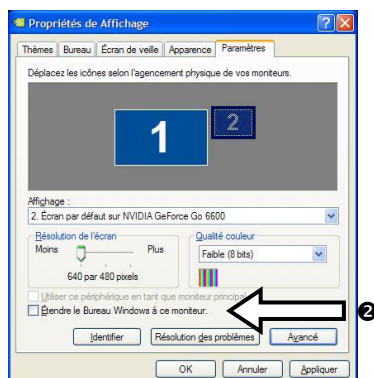 Propriétés de Affichage
Thèmes Bureau Écran de veille Apparence Paramètres
Déplacez les icônes selon l'agencement physique de vos moniteurs.
1 2
Affichage :
2. Écran par défaut sur NVIDIA GeForce Go 6600
Résolution de l'écran Qualité couleur
Moins Plus Faible (8 bits)
640 par 480 pixels
Utiliser ce périphérique en tant que moniteur principal.
Étendre le Bureau Windows à ce moniteur. ❷
Identifier Résolution des problèmes Avancé
OK Annuler Appliquer